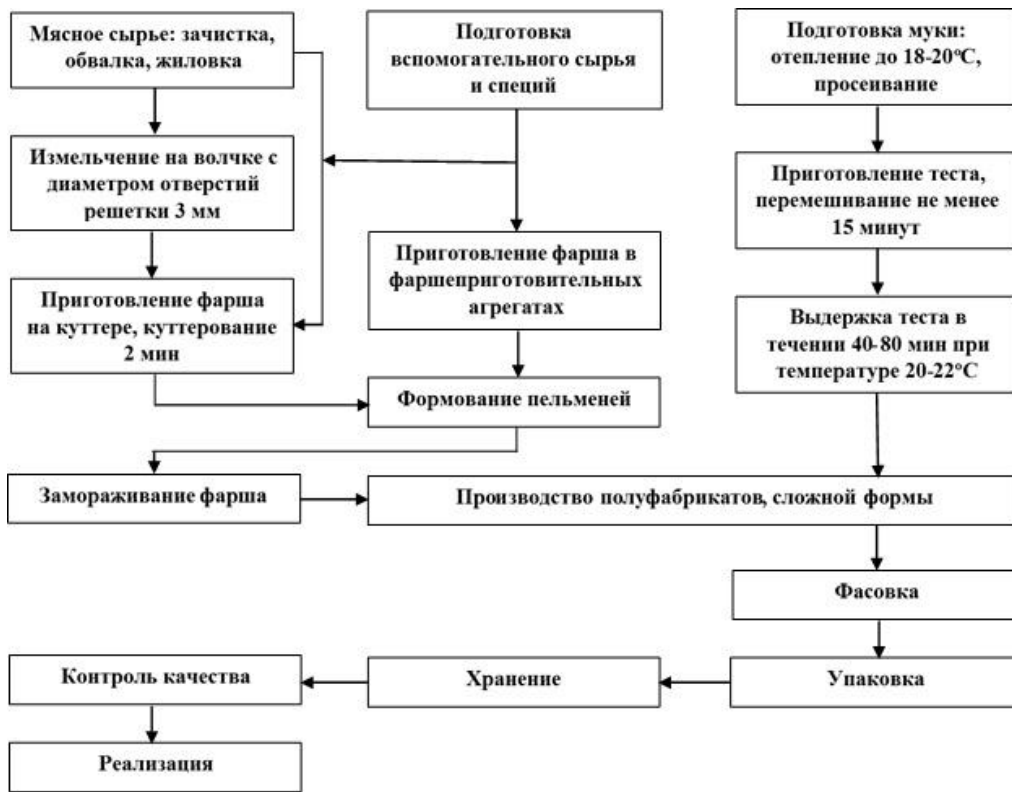 Мясное сырье: зачистка,
обвалка, жиловка
Подготовка
вспомогательного сырья
и специй
Подготовка муки:
отепление до 18-20°С,
просеивание
Измельчение на волчке с
диаметром отверстий
решетки 3 мм
Приготовление теста,
перемешивание не менее
15 минут
Приготовление фарша
на куттере, куттерование
2 мин
Приготовление фарша в
фаршеприготовительных
агрегатах
Выдержка теста в
течении 40-80 мин при
температуре 20-22°С
Формование пельменей
Замораживание фарша
Производство полуфабрикатов, сложной формы
Фасовка
Контроль качества
Хранение
Упаковка
Реализация